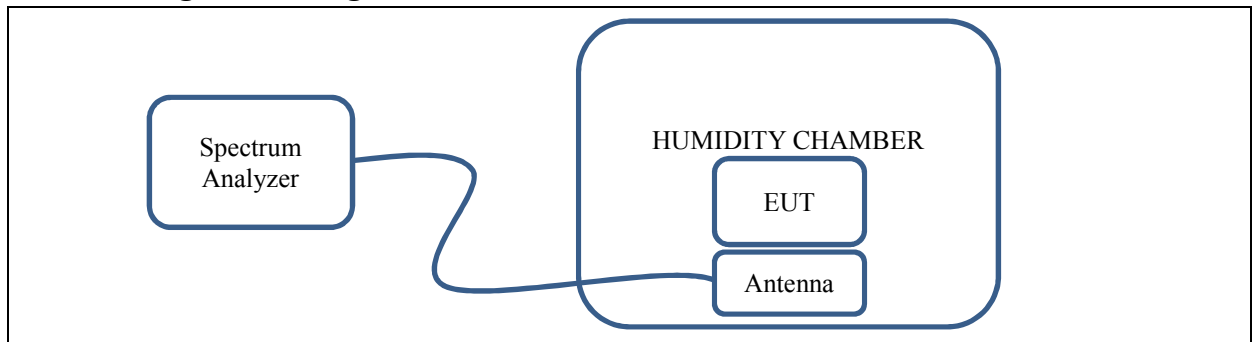 Spectrum
Analyzer
HUMIDITY CHAMBER
EUT
Antenna